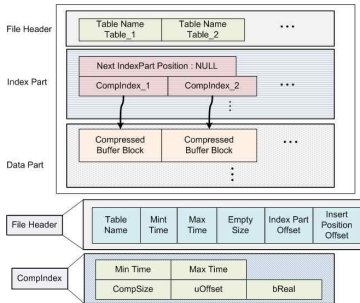 File Header
Table Name Table Name
Table_1 Table_2
...
Index Part
Next IndexPart Position : NULL
CompIndex_1 CompIndex_2 ...
Data Part
Compressed Compressed ...
Buffer Block Buffer Block
File Header
Table Mint Max Empty Index Part Insert
Name Time Time Size Offset Position
Offset
CompIndex
Min Time Max Time
CompSize uOffset bReal